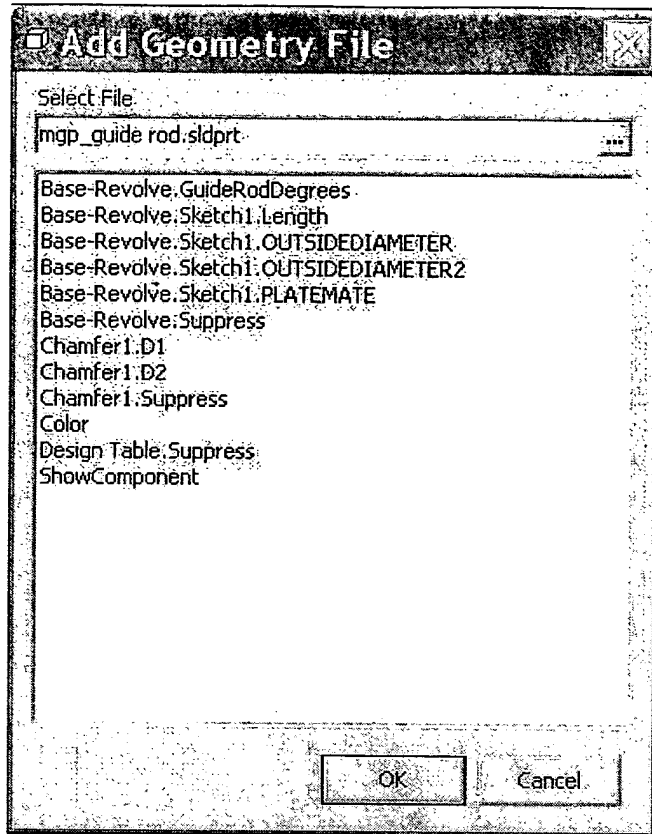 Add Geometry File
Select File
mgp_guide rod.sldprt
...
Base-Revolve.GuideRodDegrees
Base-Revolve.Sketch1.Length
Base-Revolve.Sketch1.OUTSIDEDIAMETER
Base-Revolve.Sketch1.OUTSIDEDIAMETER2
Base-Revolve.Sketch1.PLATEMATE
Base-Revolve.Suppress
Chamfer1.D1
Chamfer1.D2
Chamfer1.Suppress
Color
Design Table.Suppress
ShowComponent
OK Cancel